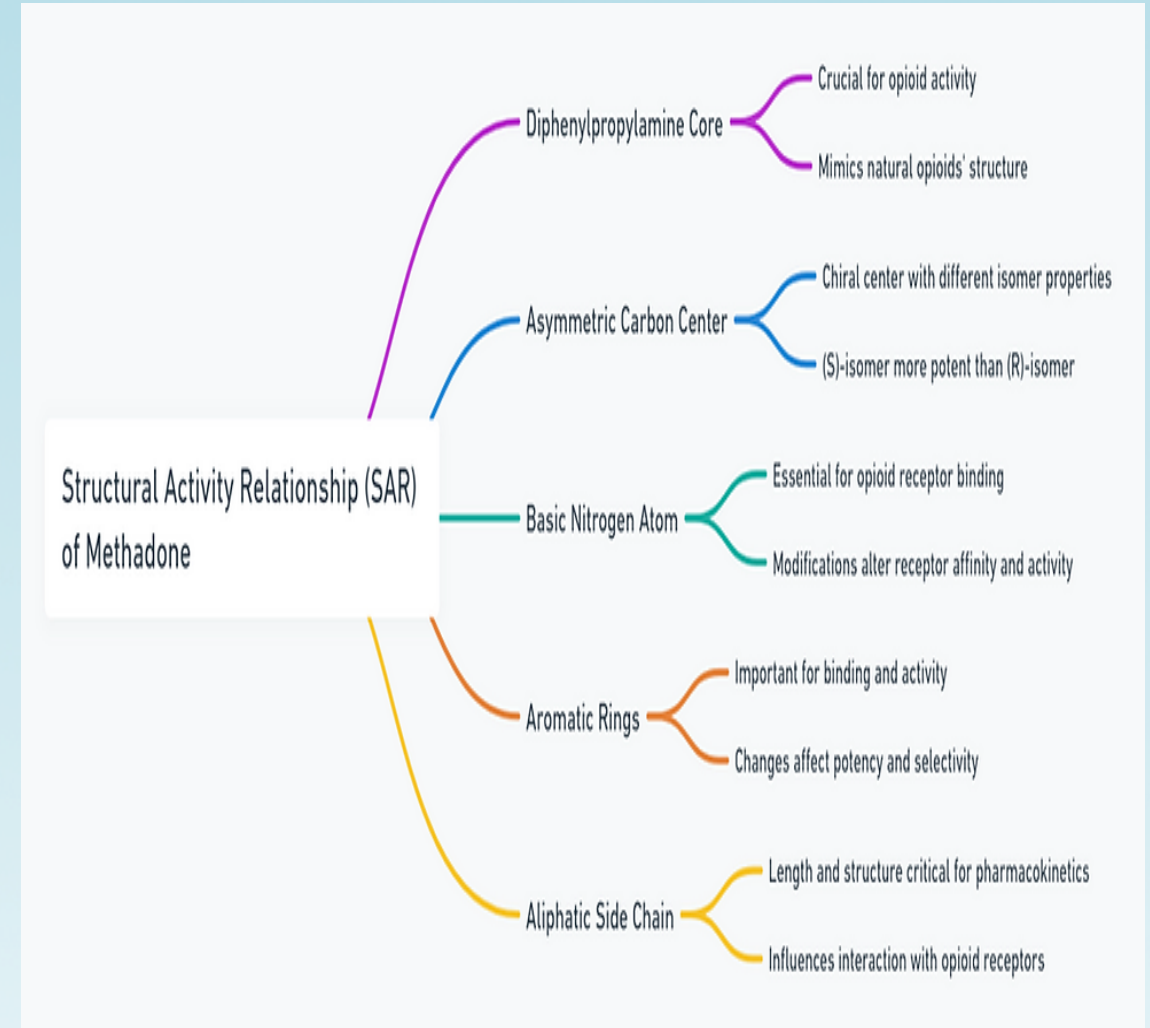 Structural Activity Relationship (SAR)
of Methadone
Diphenylpropylamine Core
Crucial for opioid activity
Mimics natural opioids' structure
Asymmetric Carbon Center
Chiral center with different isomer properties
(S)-isomer more potent than (R)-isomer
Basic Nitrogen Atom
Essential for opioid receptor binding
Modifications alter receptor affinity and activity
Aromatic Rings
Important for binding and activity
Changes affect potency and selectivity
Aliphatic Side Chain
Length and structure critical for pharmacokinetics
Influences interaction with opioid receptors